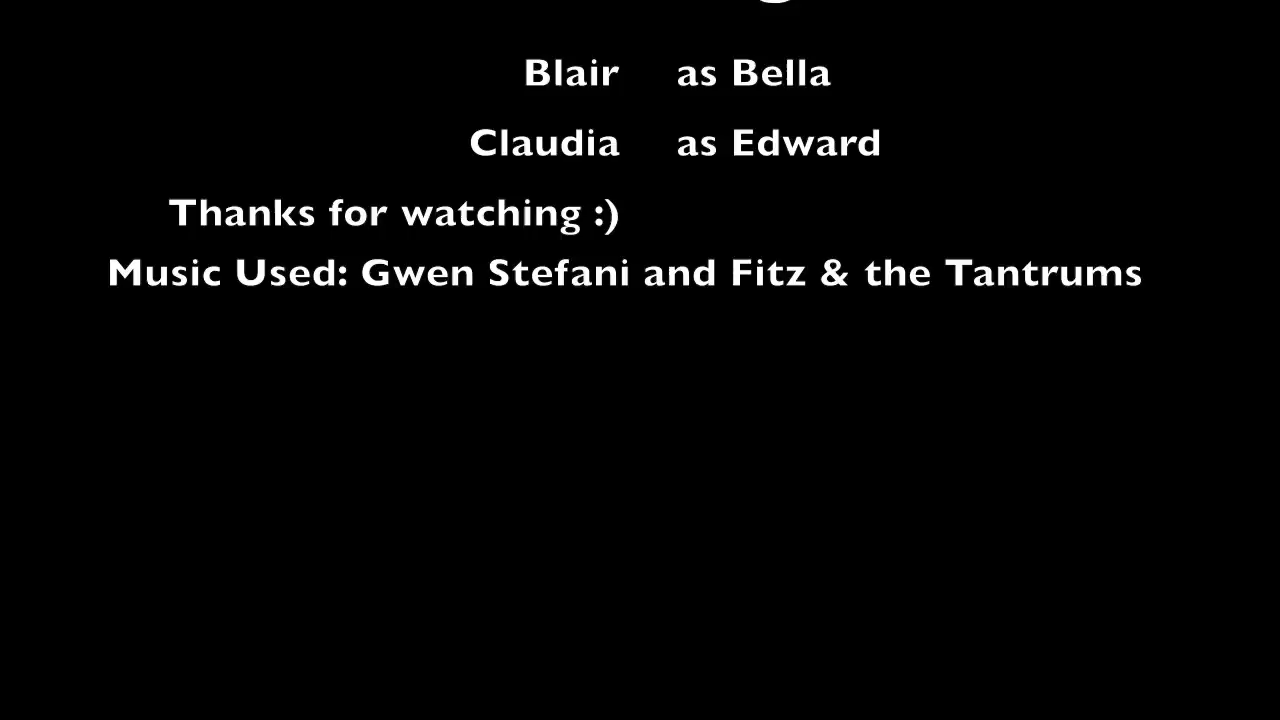 Blair as Bella
Claudia as Edward
Thanks for watching :)
Music Used: Gwen Stefani and Fitz & the Tantrums